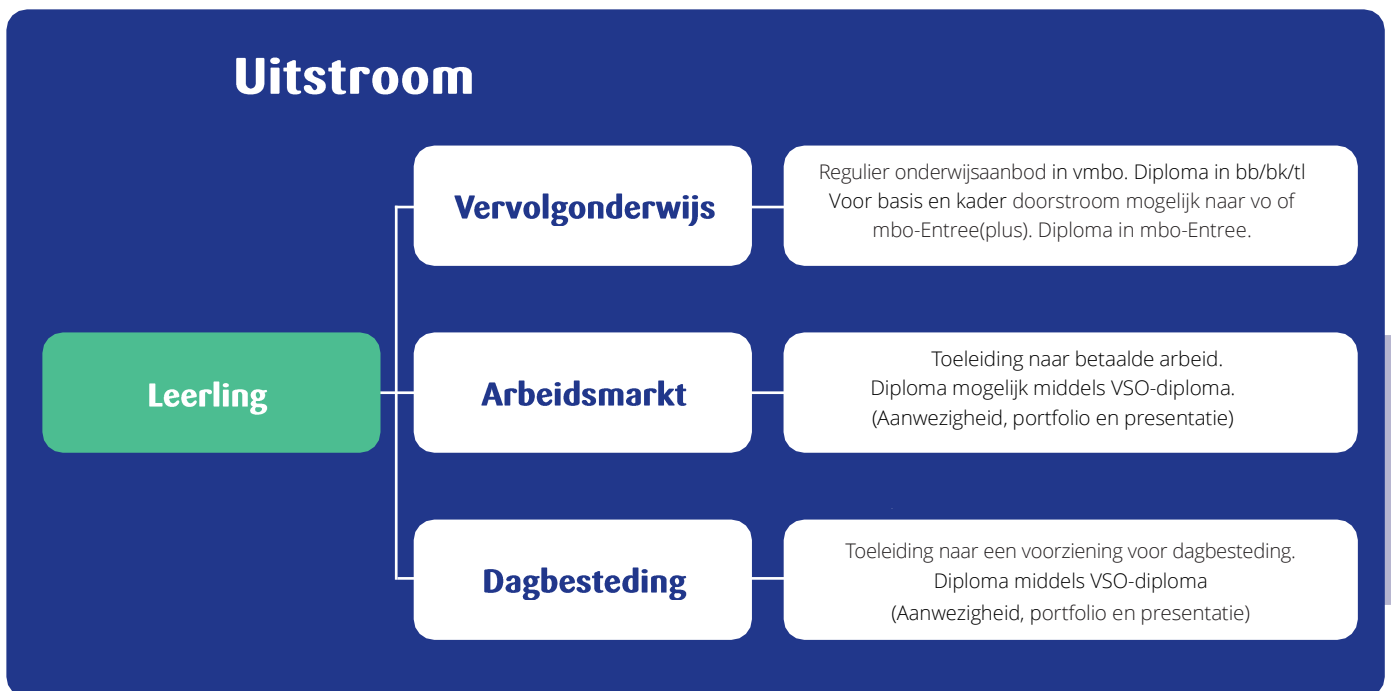 Uitstroom
Vervolgonderwijs
Regulier onderwijsaanbod in vmbo. Diploma in bb/bk/tl
Voor basis en kader doorstroom mogelijk naar vo of
mbo-Entree(plus). Diploma in mbo-Entree.
Leerling
Arbeidsmarkt
Toeleiding naar betaalde arbeid.
Diploma mogelijk middels VSO-diploma.
(Aanwezigheid, portfolio en presentatie)
Dagbesteding
Toeleiding naar een voorziening voor dagbesteding.
Diploma middels VSO-diploma
(Aanwezigheid, portfolio en presentatie)